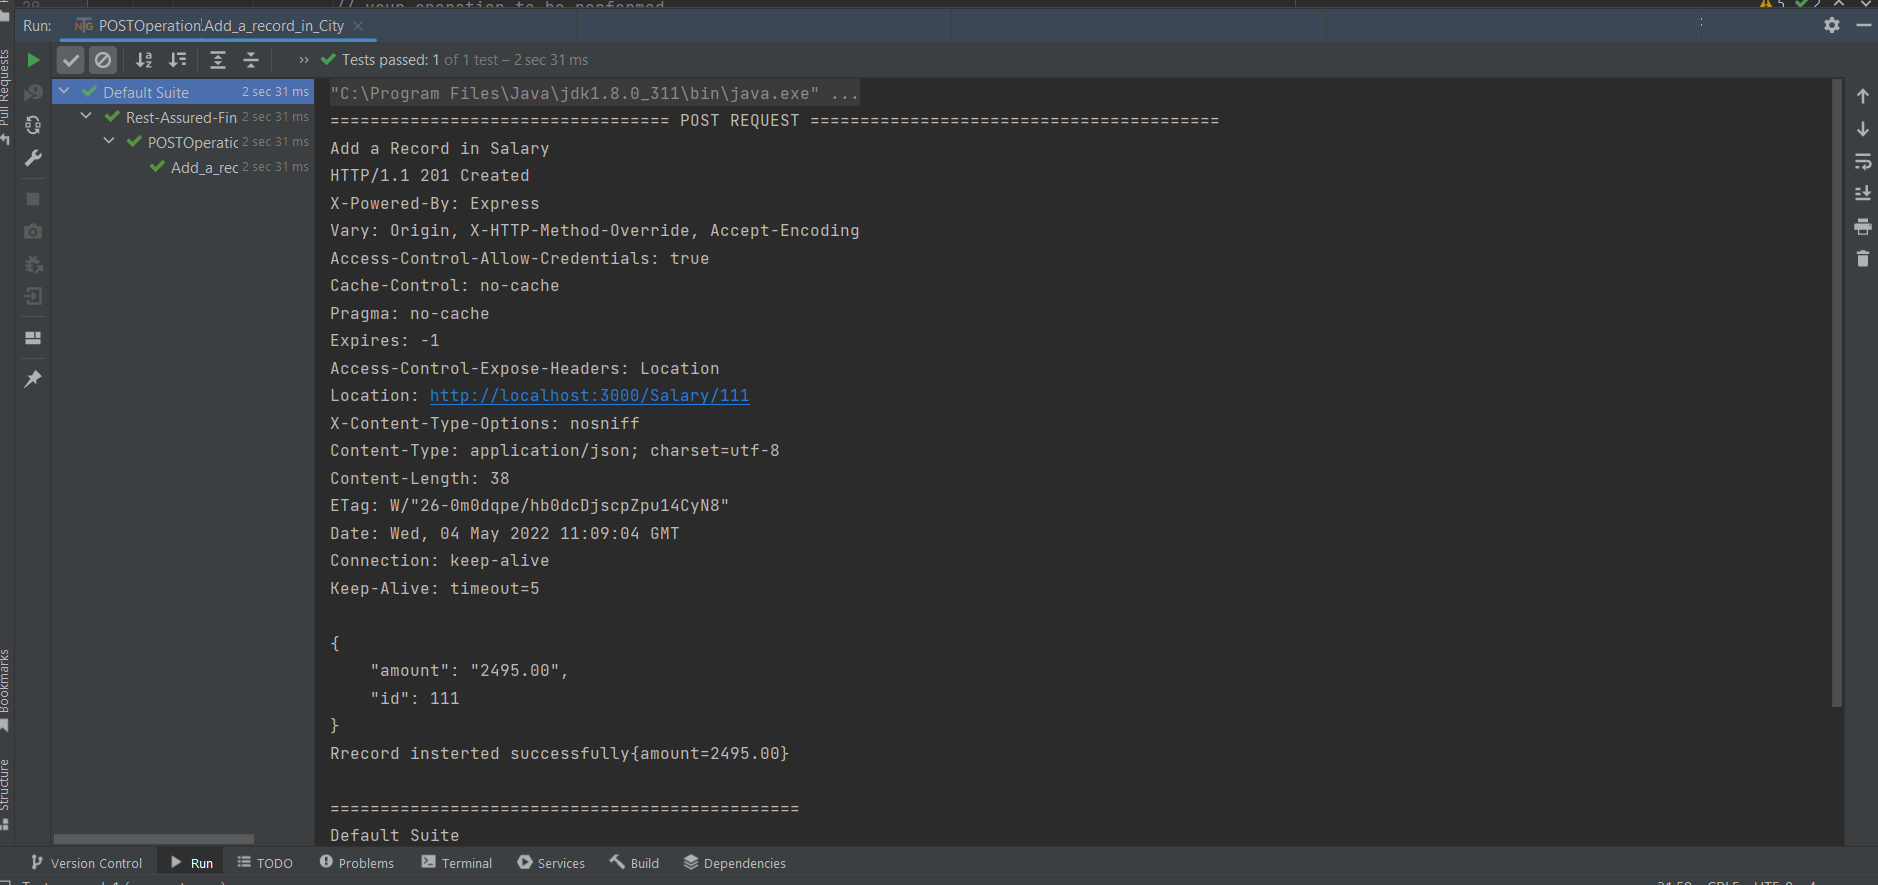 // your operation to be performed
Run: POSTOperation.Add_a_record_in_City
Tests passed: 1 of 1 test – 2 sec 31 ms
Pull Requests
Default Suite 2 sec 31 ms
Rest-Assured-Fin 2 sec 31 ms
POSTOperatic 2 sec 31 ms
Add_a_rec 2 sec 31 ms
"C:\Program Files\Java\jdk1.8.0_311\bin\java.exe" ...
================================== POST REQUEST =========================================
Add a Record in Salary
HTTP/1.1 201 Created
X-Powered-By: Express
Vary: Origin, X-HTTP-Method-Override, Accept-Encoding
Access-Control-Allow-Credentials: true
Cache-Control: no-cache
Pragma: no-cache
Expires: -1
Access-Control-Expose-Headers: Location
Location: http://localhost:3000/Salary/111
X-Content-Type-Options: nosniff
Content-Type: application/json; charset=utf-8
Content-Length: 38
ETag: W/"26-0m0dqpe/hb0dcDjscpZpu14CyN8"
Date: Wed, 04 May 2022 11:09:04 GMT
Connection: keep-alive
Keep-Alive: timeout=5
{
"amount": "2495.00",
"id": 111
}
Rrecord insterted successfully{amount=2495.00}
===============================================
Default Suite
Bookmarks
Structure
Version Control Run TODO Problems Terminal Services Build Dependencies